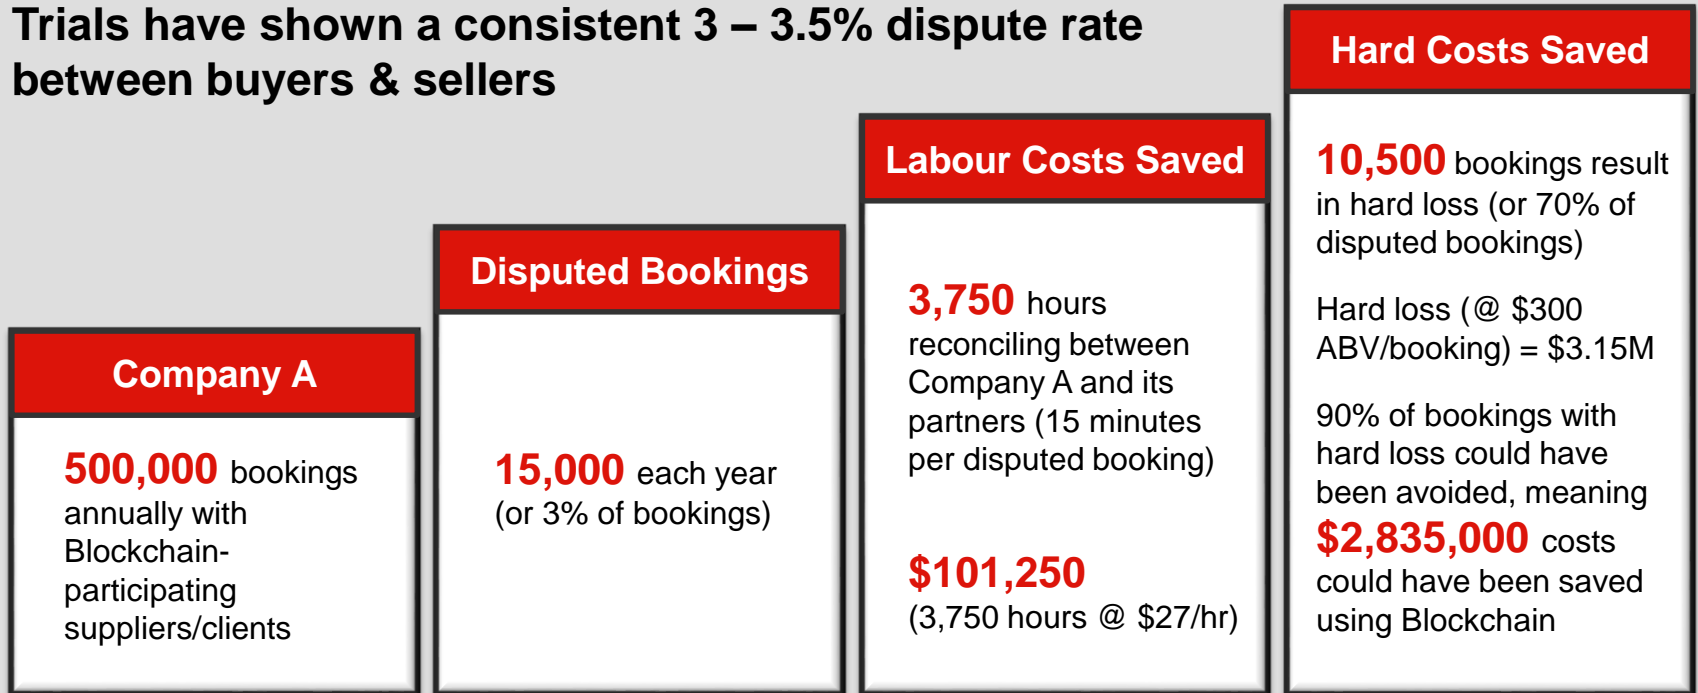 Trials have shown a consistent 3 – 3.5% dispute rate
between buyers & sellers
Company A
500,000 bookings
annually with
Blockchain-
participating
suppliers/clients
Disputed Bookings
15,000 each year
(or 3% of bookings)
Labour Costs Saved
3,750 hours
reconciling between
Company A and its
partners (15 minutes
per disputed booking)
$101,250
(3,750 hours @ $27/hr)
Hard Costs Saved
10,500 bookings result
in hard loss (or 70% of
disputed bookings)
Hard loss (@ $300
ABV/booking) = $3.15M
90% of bookings with
hard loss could have
been avoided, meaning
$2,835,000 costs
could have been saved
using Blockchain